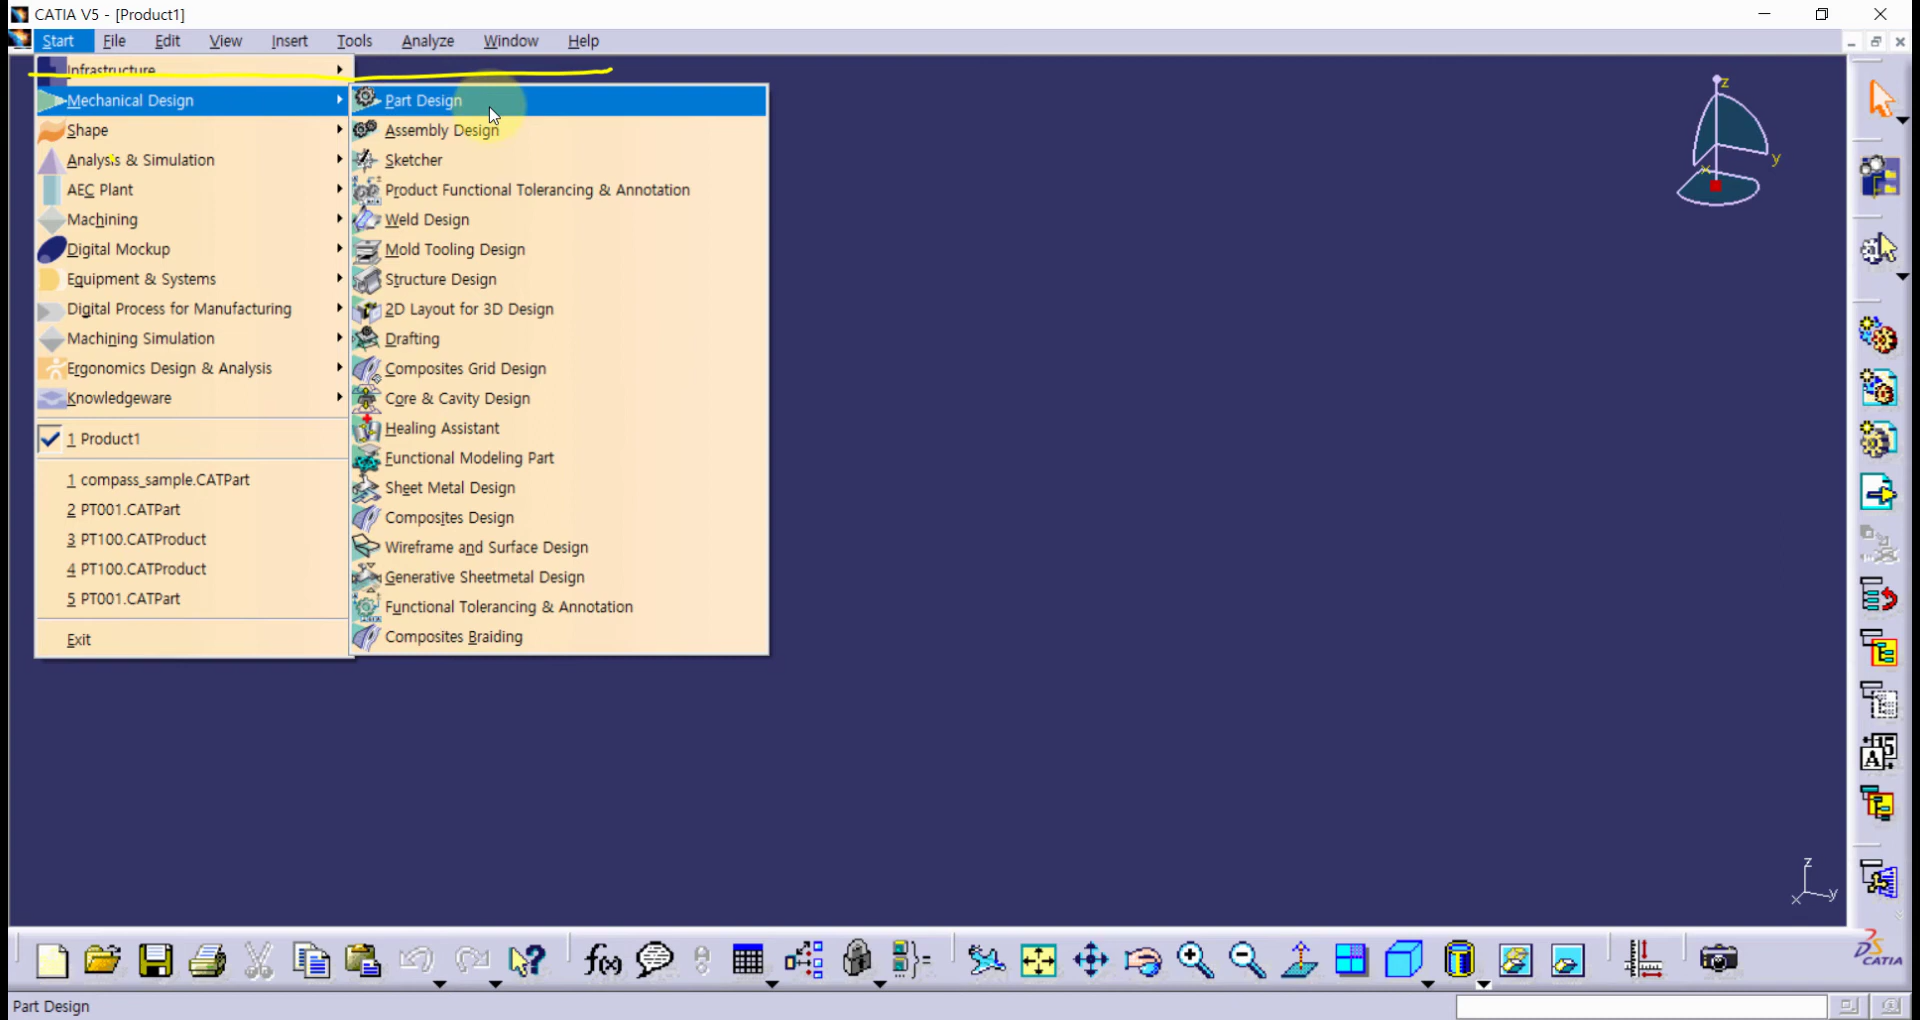 CATIA V5 - [Product1]
Start File Edit View Insert Tools Analyze Window Help
Infrastructure
Mechanical Design
Shape
Analysis & Simulation
AEC Plant
Machining
Digital Mockup
Equipment & Systems
Digital Process for Manufacturing
Machining Simulation
Ergonomics Design & Analysis
Knowledgeware
1 Product1
1 compass_sample.CATPart
2 PT001.CATPart
3 PT100.CATProduct
4 PT100.CATProduct
5 PT001.CATPart
Exit
Part Design
Assembly Design
Sketcher
Product Functional Tolerancing & Annotation
Weld Design
Mold Tooling Design
Structure Design
2D Layout for 3D Design
Drafting
Composites Grid Design
Core & Cavity Design
Healing Assistant
Functional Modeling Part
Sheet Metal Design
Composites Design
Wireframe and Surface Design
Generative Sheetmetal Design
Functional Tolerancing & Annotation
Composites Braiding
z
y
x
z
x y
f(x)
DS CATIA
Part Design